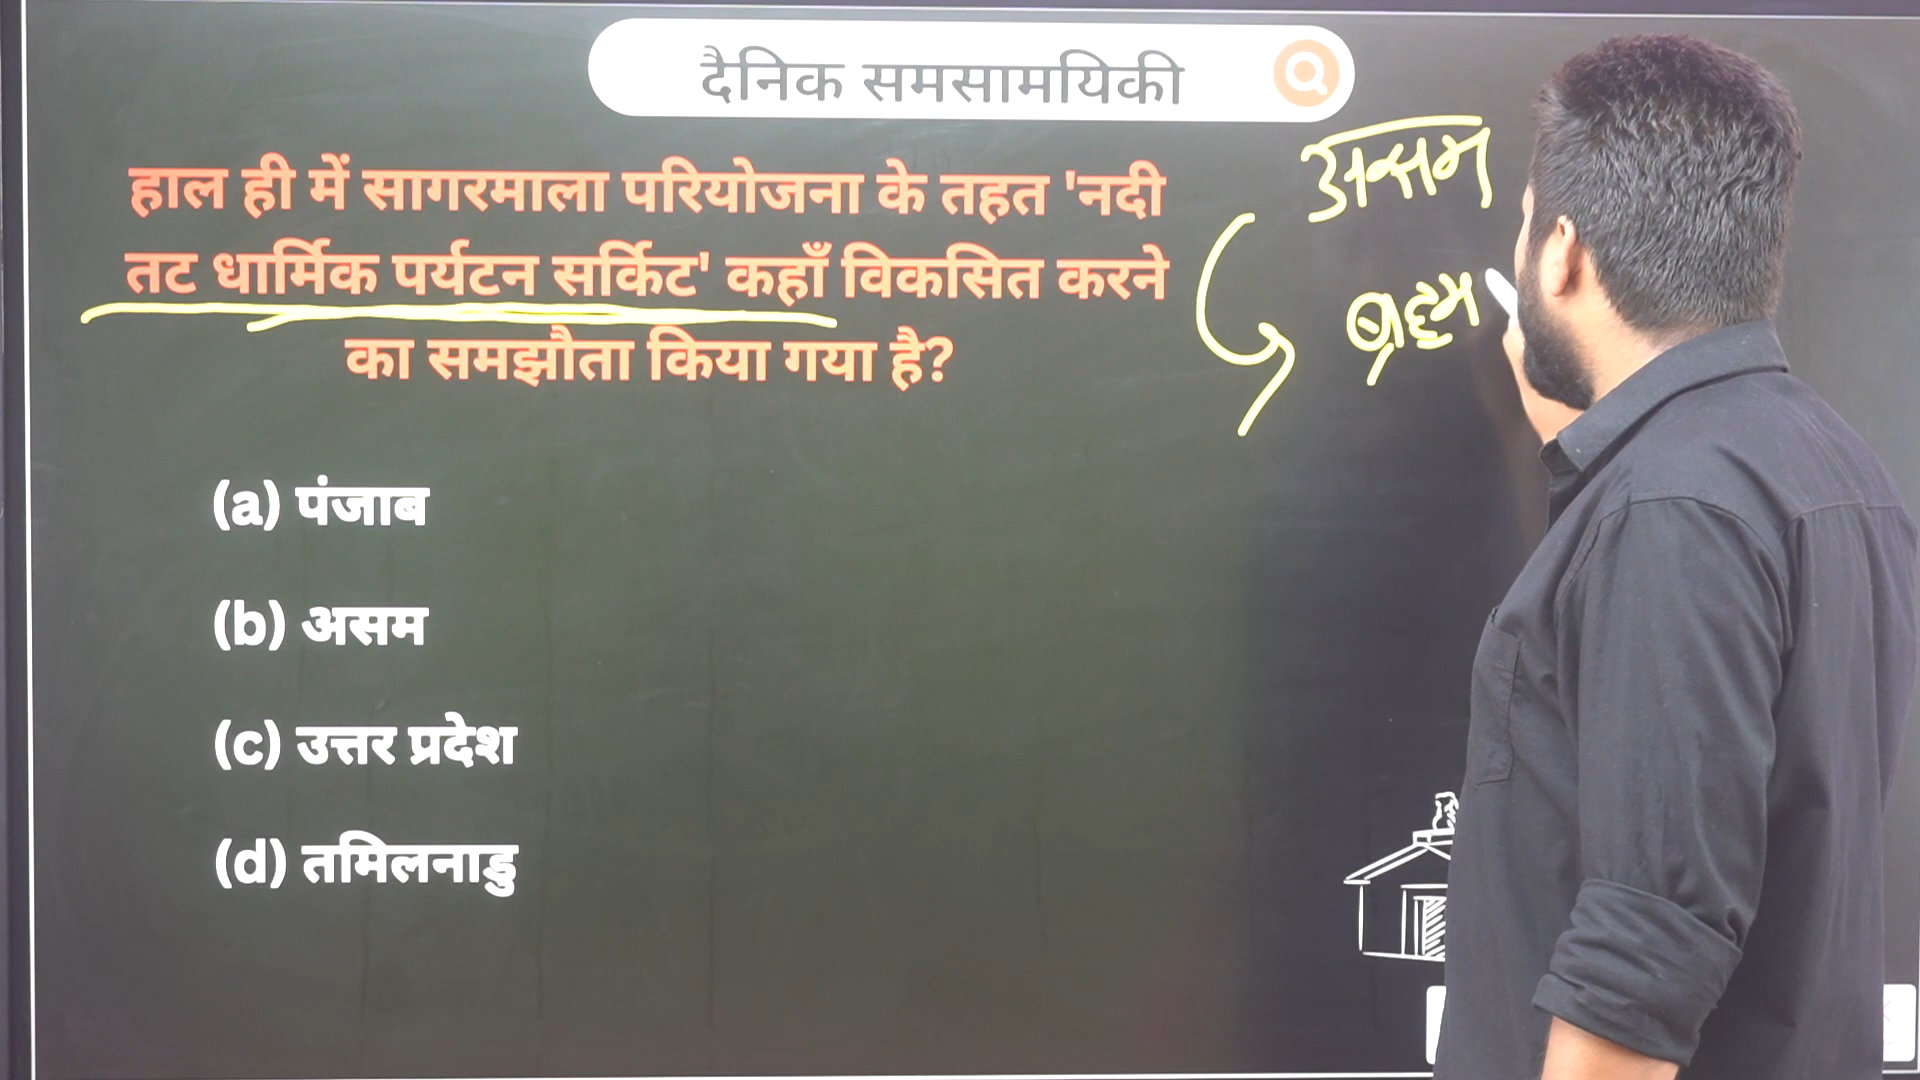 दैनिक समसामयिकी
हाल ही में सागरमाला परियोजना के तहत 'नदी
तट धार्मिक पर्यटन सर्किट' कहाँ विकसित करने
का समझौता किया गया है?
असम
ब्रह्म
(a) पंजाब
(b) असम
(c) उत्तर प्रदेश
(d) तमिलनाडु